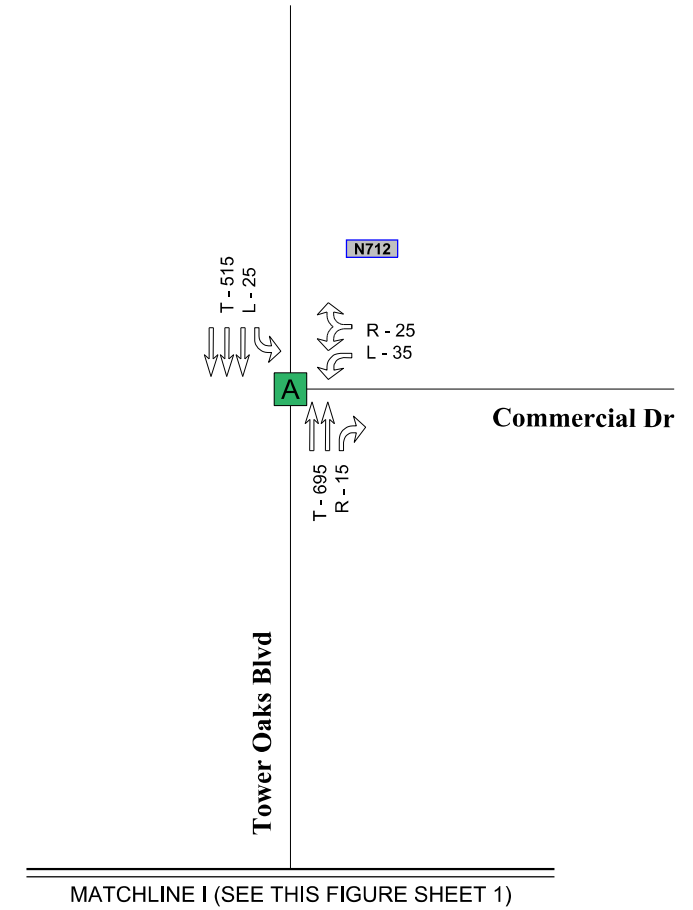 N712
T - 515
L - 25
R - 25
L - 35
A
Commercial Dr
T - 695
R - 15
Tower Oaks Blvd
MATCHLINE I (SEE THIS FIGURE SHEET 1)